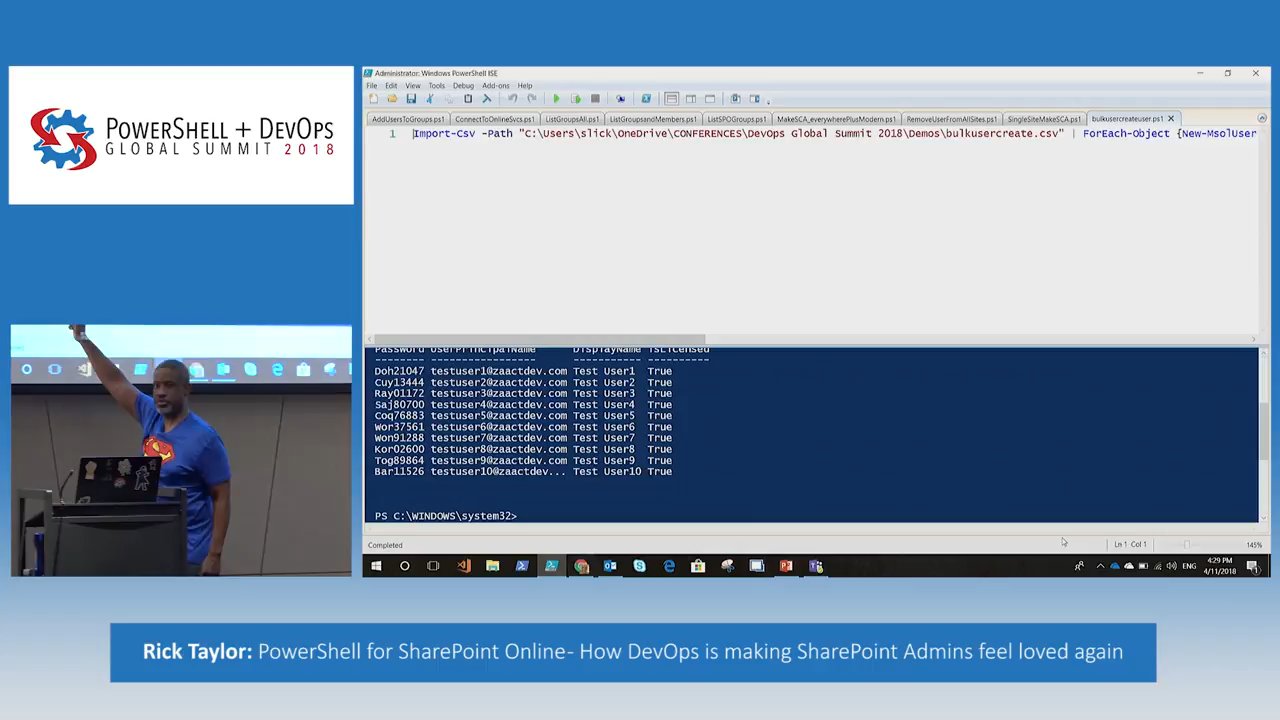 POWERSHELL + DEVOPS
GLOBAL SUMMIT 2018
Administrator: Windows PowerShell ISE
File Edit View Tools Debug Add-ons Help
AddUsersToGroups.ps1 ConnectToOnlineSvcs.ps1 ListGroupsAll.ps1 ListGroupsandMembers.ps1 ListSPOGroups.ps1 MakeSCA_everywherePlusModern.ps1 RemoveUserFromAllSites.ps1 SingleSiteMakeSCA.ps1 bulkusercreateuser.ps1 X
1 Import-Csv -Path "C:\Users\slick\OneDrive\CONFERENCES\DevOps Global Summit 2018\Demos\bulkusercreate.csv" | ForEach-Object {New-MsolUser
Password UserPrincipalName DisplayName isLicensed
-------- ----------------- ----------- ----------
Doh21047 testuser1@zaactdev.com Test User1 True
Cuy13444 testuser2@zaactdev.com Test User2 True
Ray01172 testuser3@zaactdev.com Test User3 True
Saj80700 testuser4@zaactdev.com Test User4 True
Coq76883 testuser5@zaactdev.com Test User5 True
Wor37561 testuser6@zaactdev.com Test User6 True
Won91288 testuser7@zaactdev.com Test User7 True
Kor02600 testuser8@zaactdev.com Test User8 True
Tog89864 testuser9@zaactdev.com Test User9 True
Bar11526 testuser10@zaactdev... Test User10 True
PS C:\WINDOWS\system32>
Completed Ln 1 Col 1 145%
ENG 4:29 PM
4/11/2018
Rick Taylor: PowerShell for SharePoint Online- How DevOps is making SharePoint Admins feel loved again